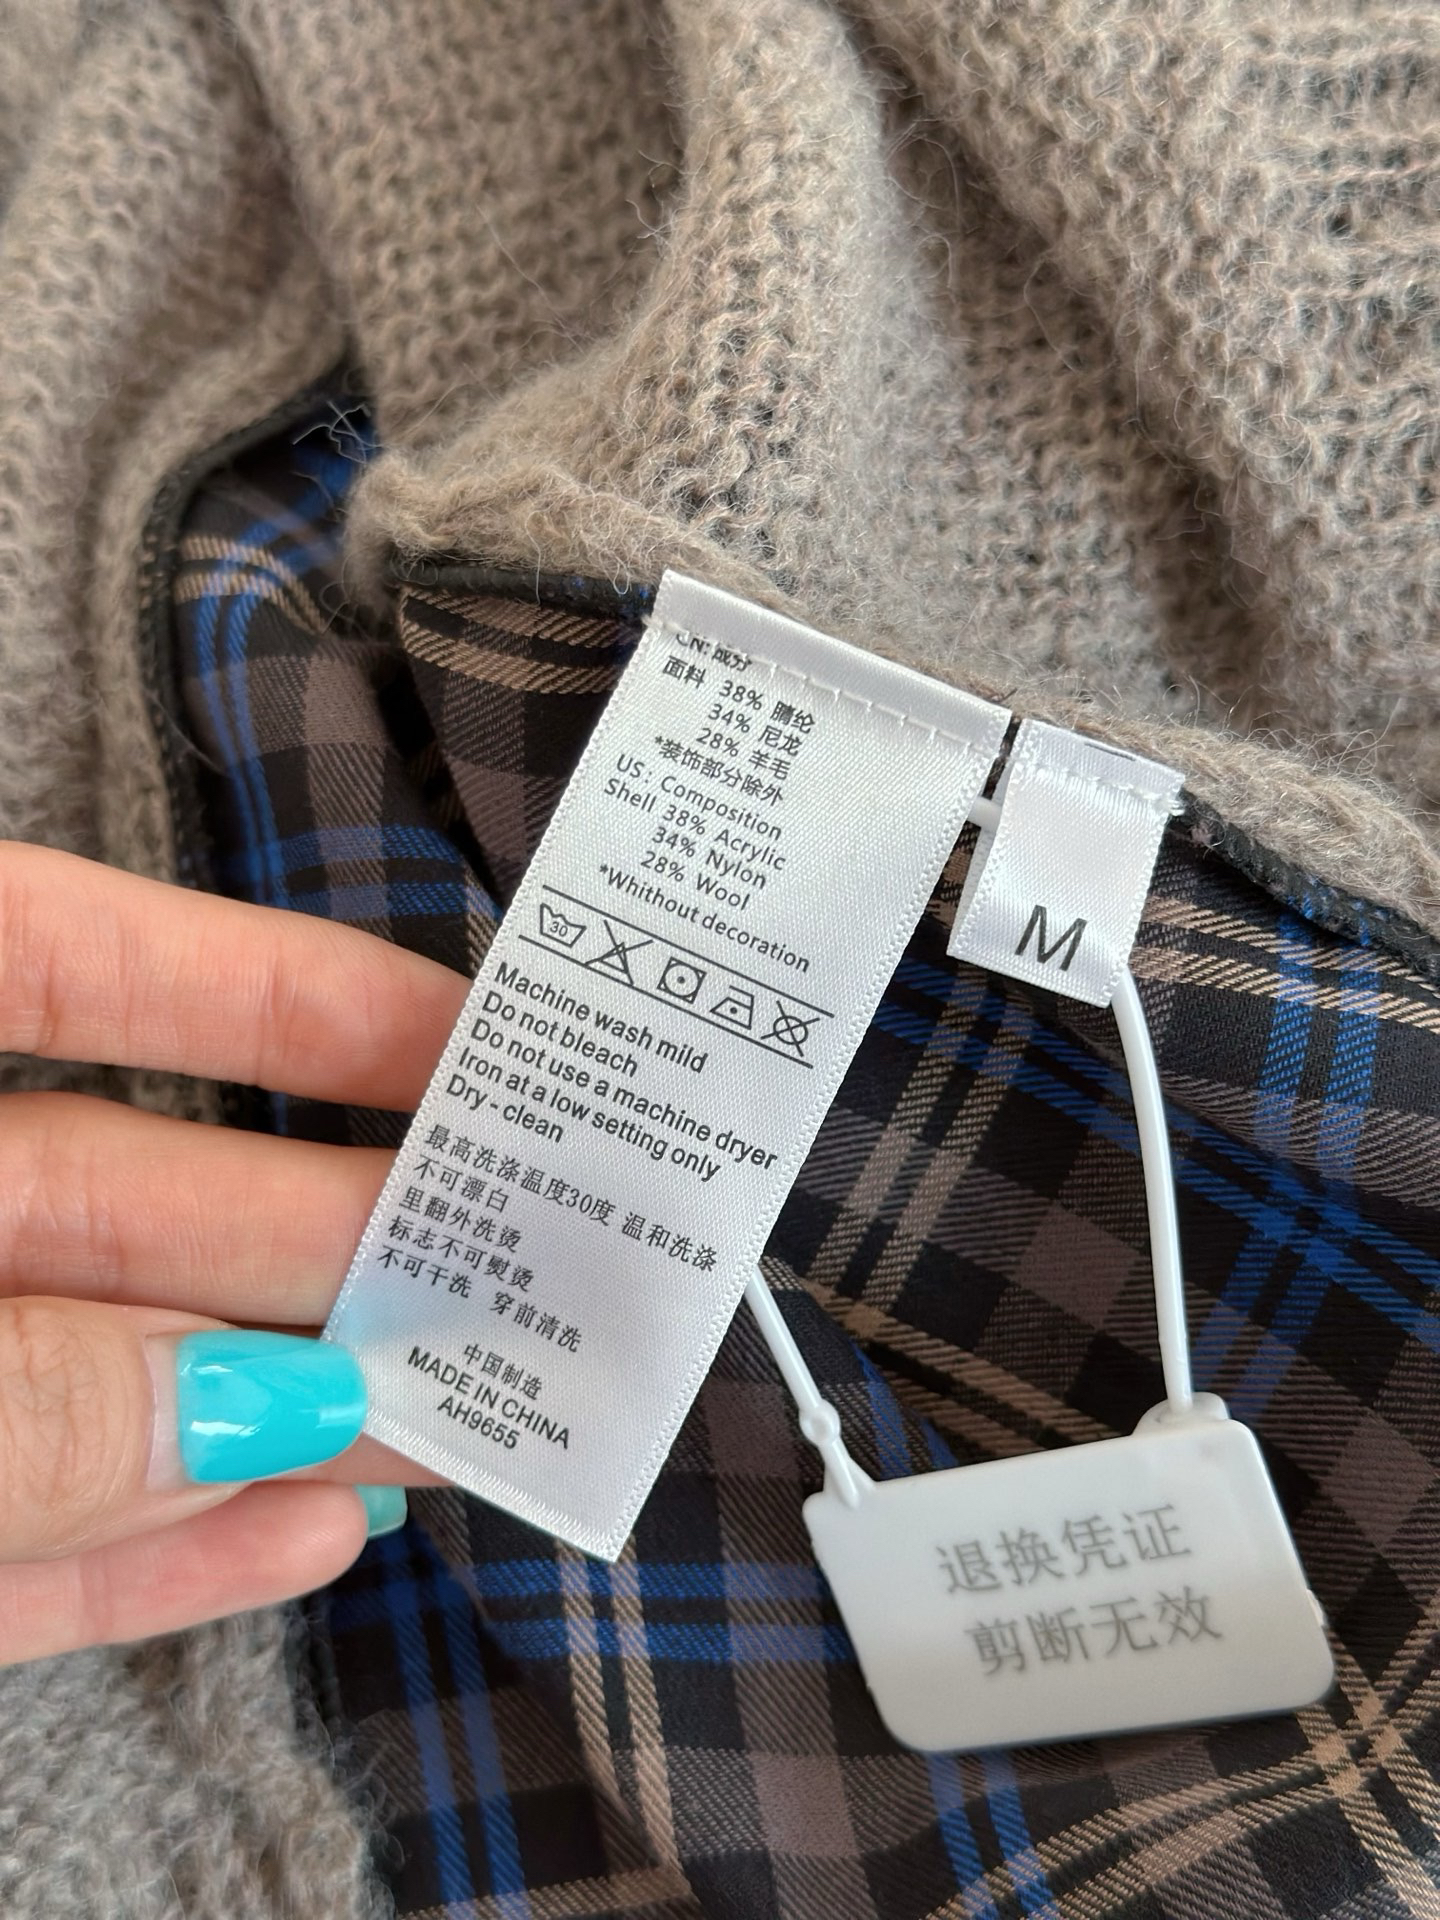 CN: 成分
面料 38% 腈纶
34% 尼龙
28% 羊毛
*装饰部分除外
US: Composition
Shell 38% Acrylic
34% Nylon
28% Wool
*Whithout decoration
30
Machine wash mild
Do not bleach
Do not use a machine dryer
Iron at a low setting only
Dry - clean
最高洗涤温度30度 温和洗涤
不可漂白
里翻外洗烫
标志不可熨烫
不可干洗 穿前清洗
中国制造
MADE IN CHINA
AH9655
M
退换凭证
剪断无效